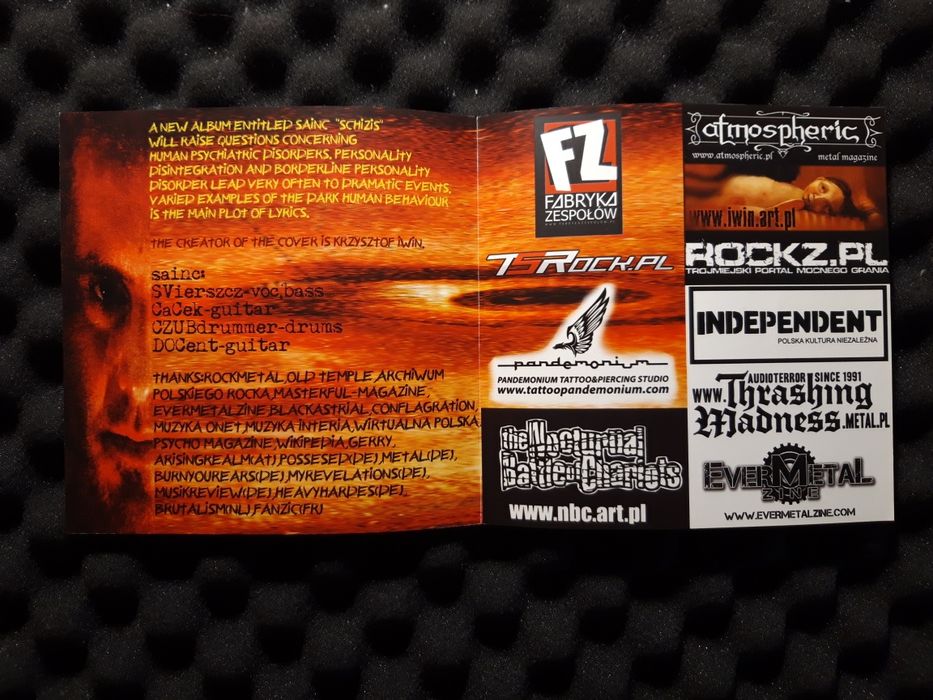 A NEW ALBUM ENTITLED SAINC "SCHIZIS"
WILL RAISE QUESTIONS CONCERNING
HUMAN PSYCHIATRIC DISORDERS. PERSONALITY
DISINTEGRATION AND BORDERLINE PERSONALITY
DISORDER LEAD VERY OFTEN TO DRAMATIC EVENTS,
VARIED EXAMPLES OF THE DARK HUMAN BEHAVIOUR
IS THE MAIN PLOT OF LYRICS.
THE CREATOR OF THE COVER IS KRZYSZTOF IWIN.
sainc:
SVierszcz-voc,bass
CaCek-guitar
CZUBdrummer-drums
DOCent-guitar
THANKS:ROCKMETAL,OLD TEMPLE,ARCHIWUM
POLSKIEGO ROCKA,MASTERFUL-MAGAZINE,
EVERMETALZINE,BLACKASTRIAL,CONFLAGRATION,
MUZYKA ONET,MUZYKA INTERIA,WIRTUALNA POLSKA,
PSYCHO MAGAZINE,WIKIPEDIA,GERRY,
ARISINGREALM(AT),POSSESED(DE),METAL(DE),
BURNYOUREARS(DE),MYREVELATIONS(DE),
MUSIKREVIEW(DE),HEAVYHARDES(DE),
BRUTALISM(NL),FANZIC(FR)
FZ
FABRYKA
ZESPOŁÓW
TSROCK.PL
pandemonium
PANDEMONIUM TATTOO&PIERCING STUDIO
www.tattoopandemonium.com
the Nocturnal
Battle of Chariots
www.nbc.art.pl
atmospheric
www.atmospheric.pl metal magazine
www.iwin.art.pl
ROCKZ.PL
TROJMIEJSKI PORTAL MOCNEGO GRANIA
INDEPENDENT
POLSKA KULTURA NIEZALEŻNA
AUDIOTERROR SINCE 1991
www.Thrashing
Madness.METAL.PL
EVERMETAL
ZINE
WWW.EVERMETALZINE.COM